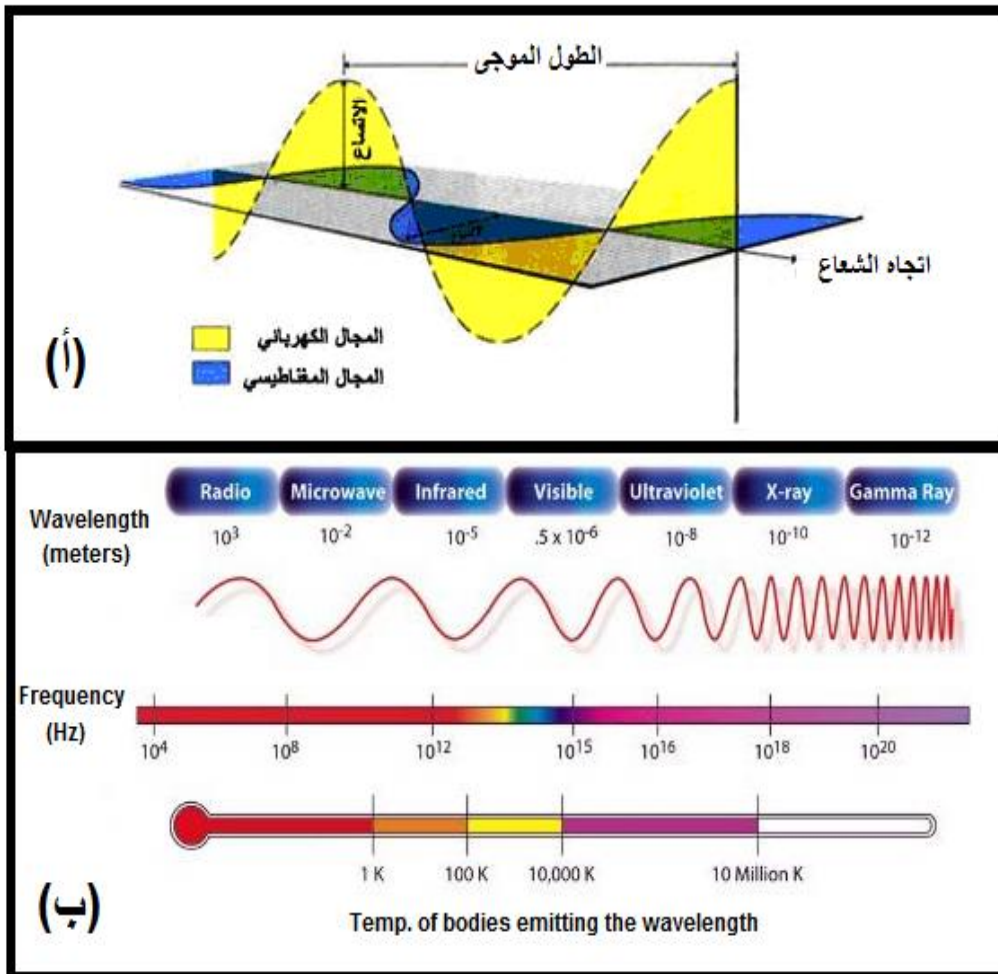 الطول الموجى
الاتساع
اتجاه الشعاع
المجال الكهربائي
المجال المغناطيسي
(أ)
Radio Microwave Infrared Visible Ultraviolet X-ray Gamma Ray
Wavelength
(meters)
10³ 10⁻² 10⁻⁵ .5 x 10⁻⁶ 10⁻⁸ 10⁻¹⁰ 10⁻¹²
Frequency
(Hz)
10⁴ 10⁸ 10¹² 10¹⁵ 10¹⁶ 10¹⁸ 10²⁰
1 K 100 K 10,000 K 10 Million K
(ب)
Temp. of bodies emitting the wavelength